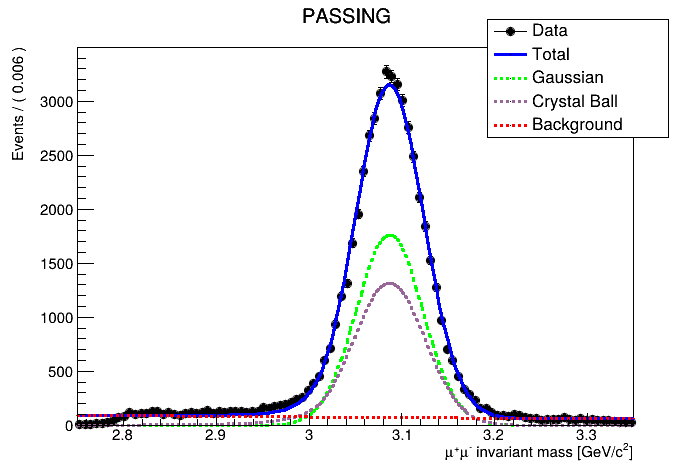 PASSING
Data
Total
Gaussian
Crystal Ball
Background
Events / ( 0.006 )
3000
2500
2000
1500
1000
500
0
2.8 2.9 3 3.1 3.2 3.3
μ⁺μ⁻ invariant mass [GeV/c²]